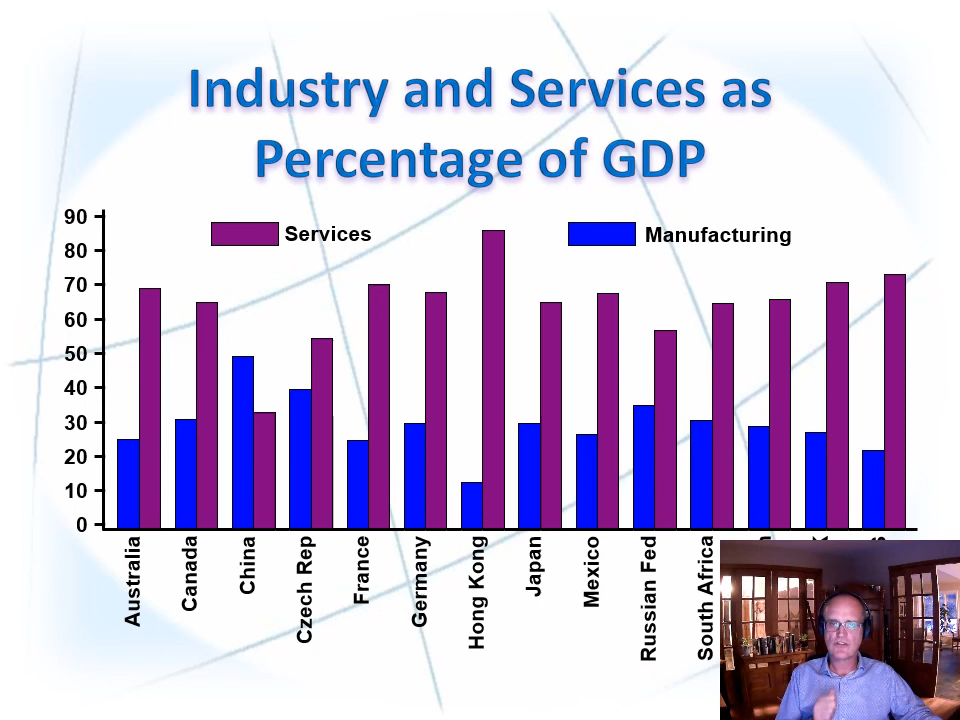 Industry and Services as
Percentage of GDP
Services
Manufacturing
90
80
70
60
50
40
30
20
10
0
Australia
Canada
China
Czech Rep
France
Germany
Hong Kong
Japan
Mexico
Russian Fed
South Africa